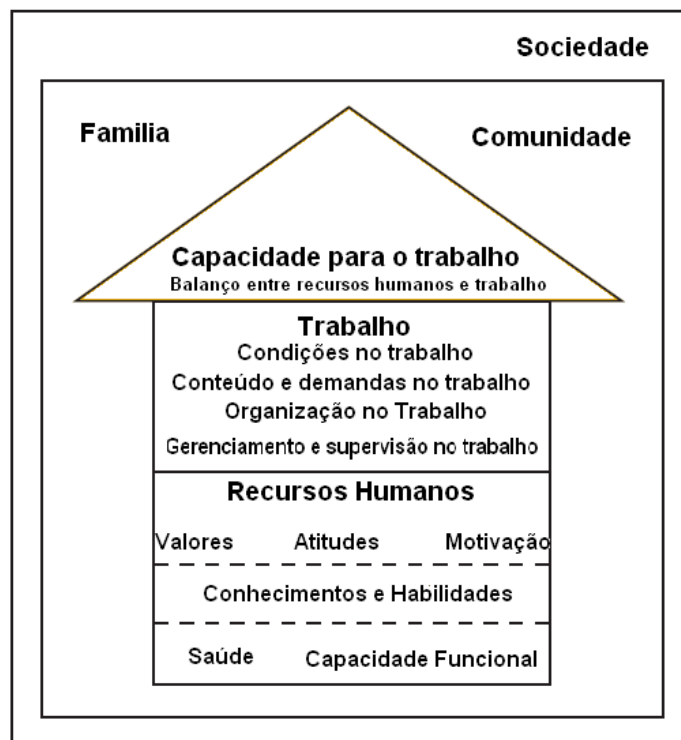 Sociedade
Familia
Comunidade
Capacidade para o trabalho
Balanço entre recursos humanos e trabalho
Trabalho
Condições no trabalho
Conteúdo e demandas no trabalho
Organização no Trabalho
Gerenciamento e supervisão no trabalho
Recursos Humanos
Valores Atitudes Motivação
Conhecimentos e Habilidades
Saúde Capacidade Funcional